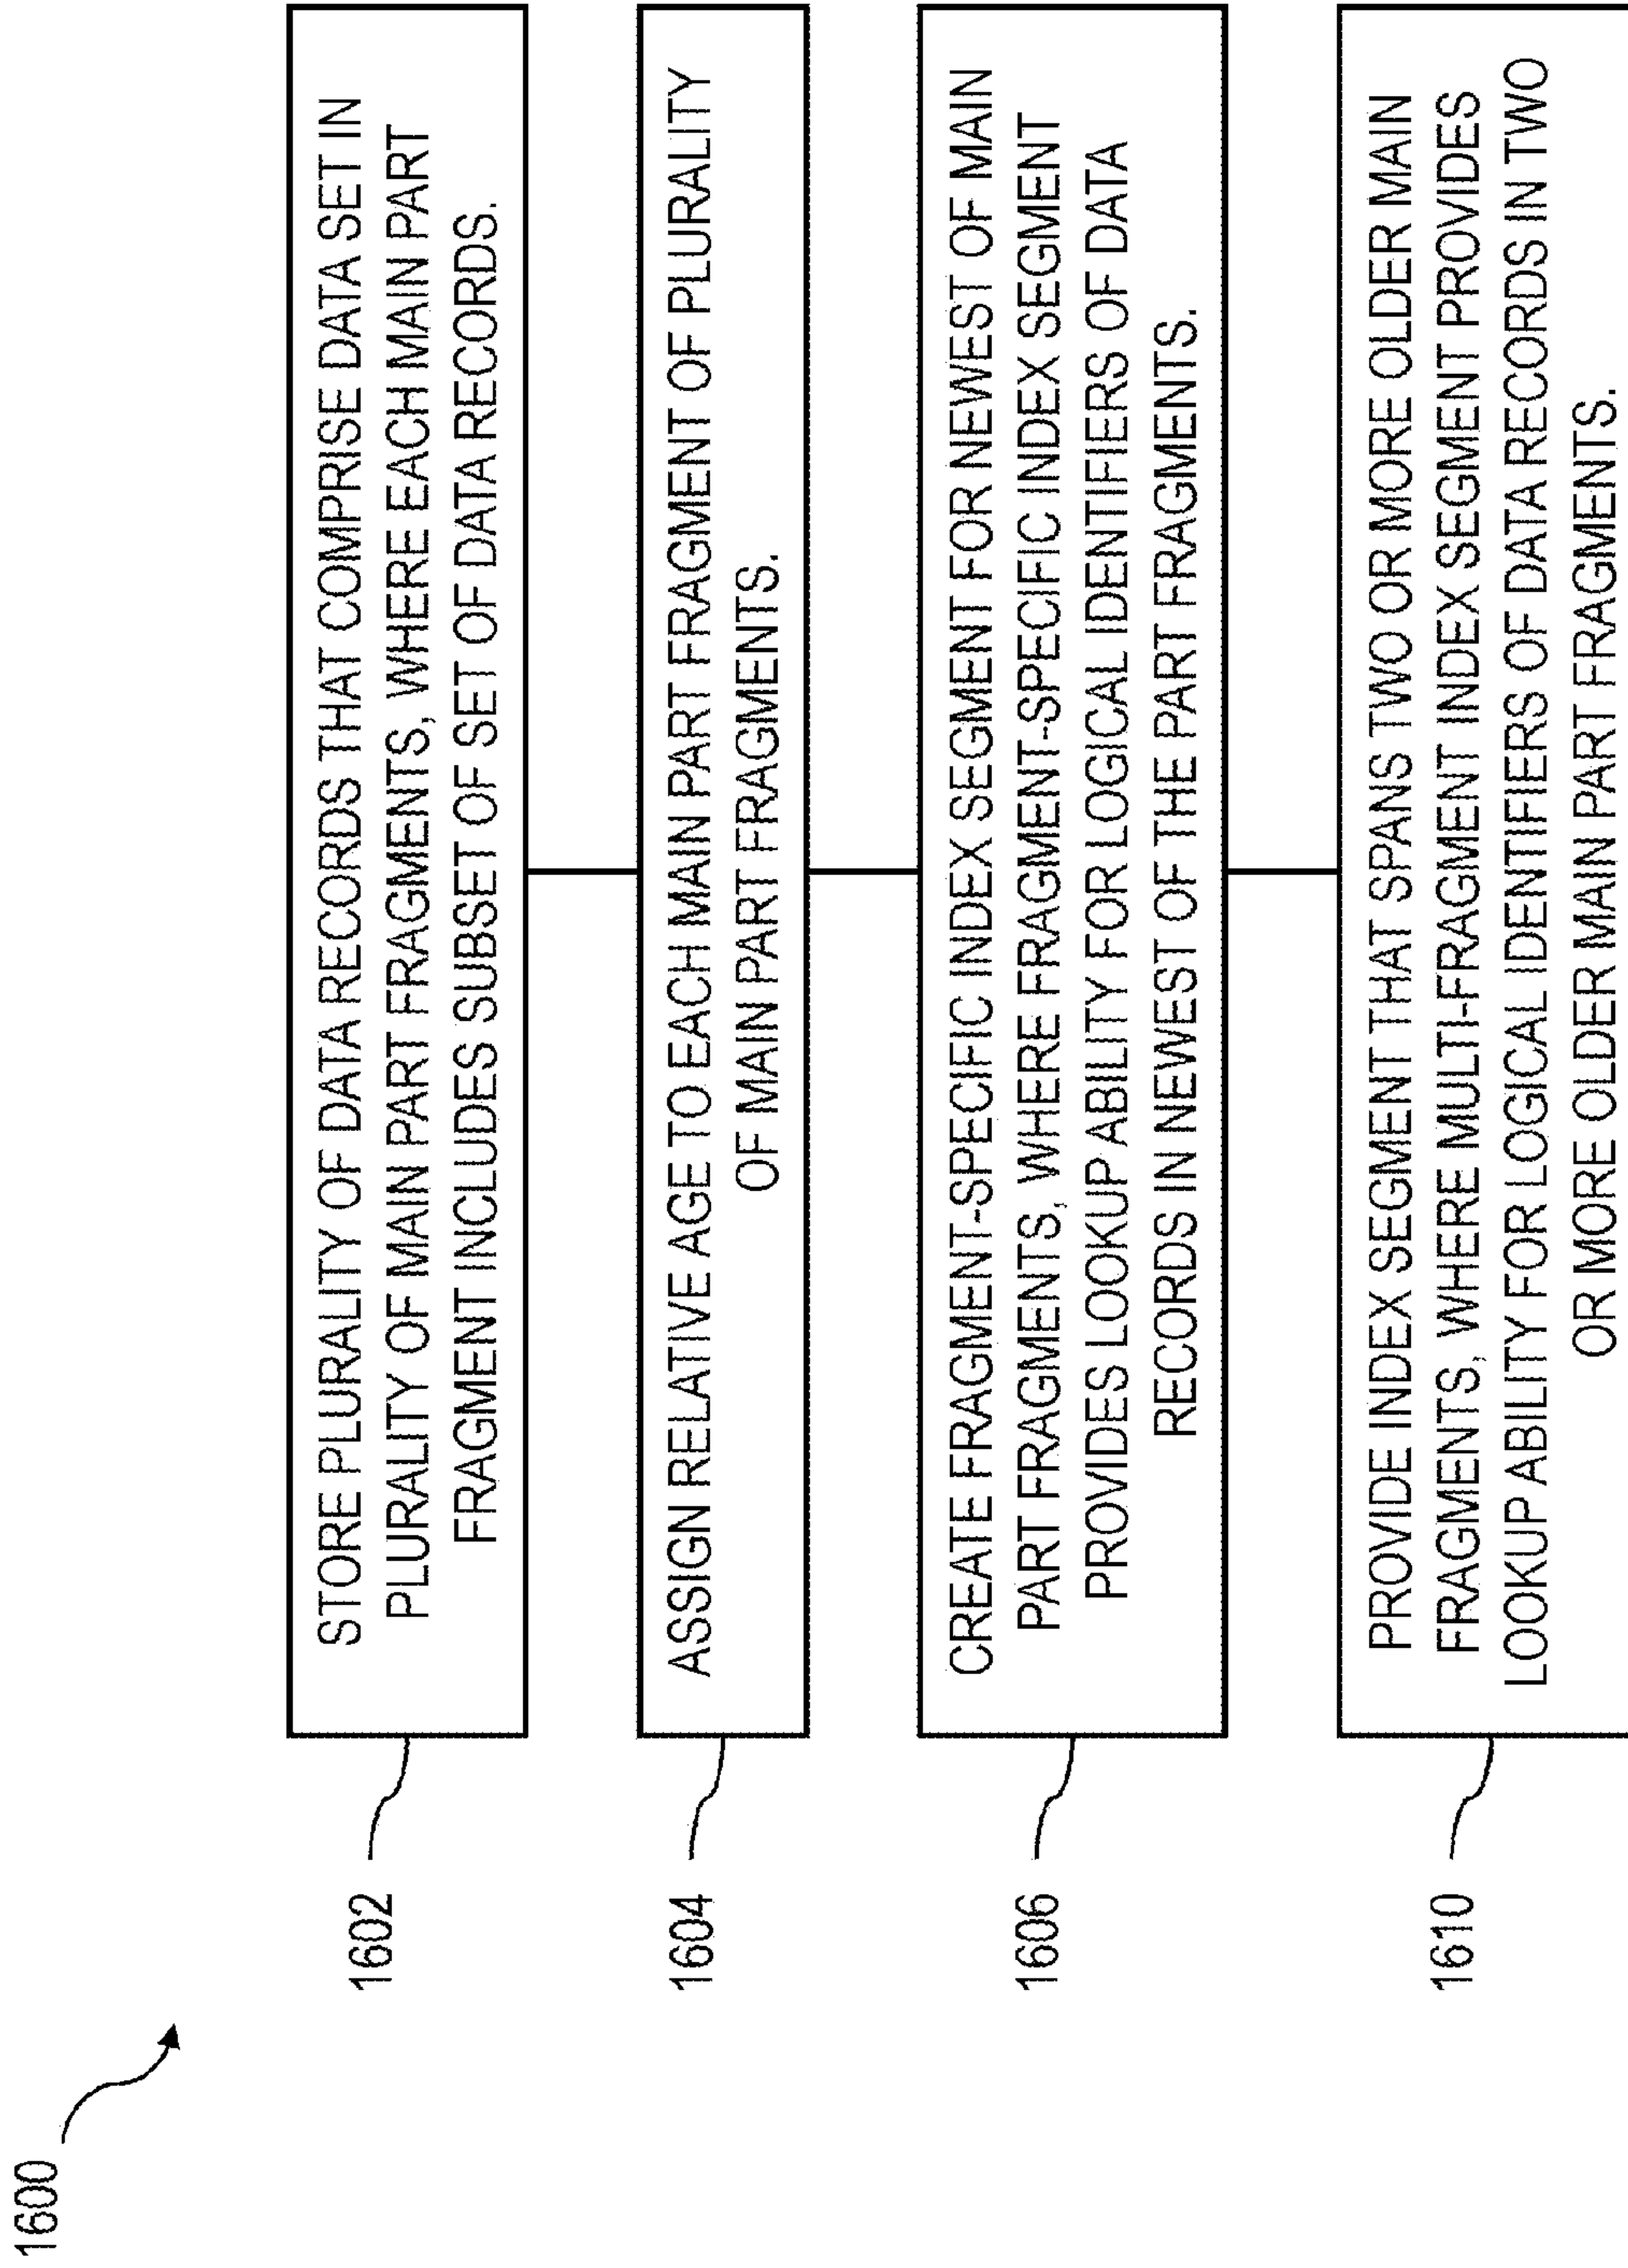 1600
1602
STORE PLURALITY OF DATA RECORDS THAT COMPRISE DATA SET IN
PLURALITY OF MAIN PART FRAGMENTS, WHERE EACH MAIN PART
FRAGMENT INCLUDES SUBSET OF SET OF DATA RECORDS.
1604
ASSIGN RELATIVE AGE TO EACH MAIN PART FRAGMENT OF PLURALITY
OF MAIN PART FRAGMENTS.
1606
CREATE FRAGMENT-SPECIFIC INDEX SEGMENT FOR NEWEST OF MAIN
PART FRAGMENTS, WHERE FRAGMENT-SPECIFIC INDEX SEGMENT
PROVIDES LOOKUP ABILITY FOR LOGICAL IDENTIFIERS OF DATA
RECORDS IN NEWEST OF THE PART FRAGMENTS.
1610
PROVIDE INDEX SEGMENT THAT SPANS TWO OR MORE OLDER MAIN
FRAGMENTS, WHERE MULTI-FRAGMENT INDEX SEGMENT PROVIDES
LOOKUP ABILITY FOR LOGICAL IDENTIFIERS OF DATA RECORDS IN TWO
OR MORE OLDER MAIN PART FRAGMENTS.